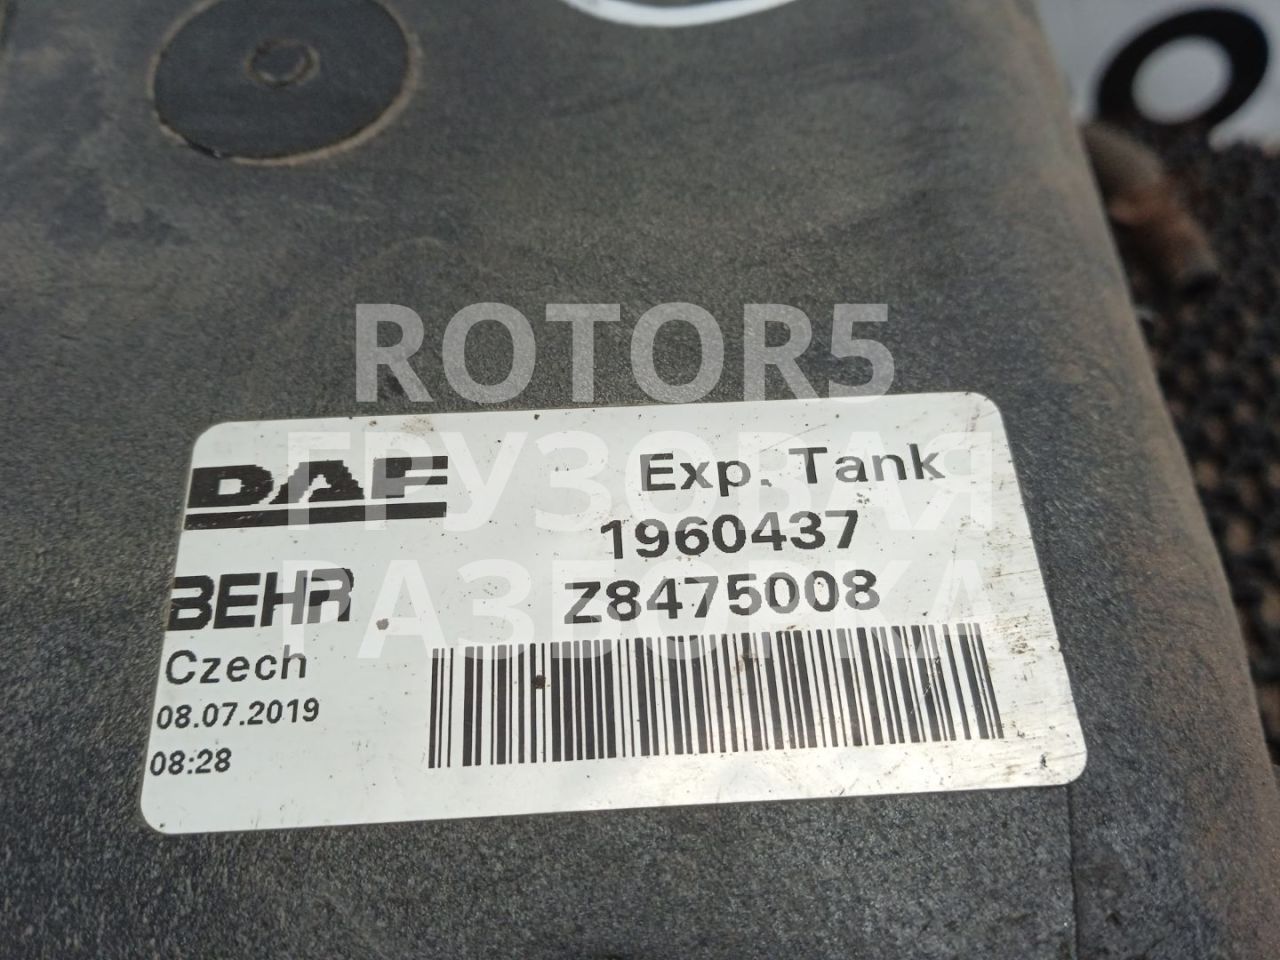 ROTOR5
ГРУЗОВАЯ
РАЗБОРКА
DAF
Exp. Tank
1960437
BEHR
Z8475008
Czech
08.07.2019
08:28